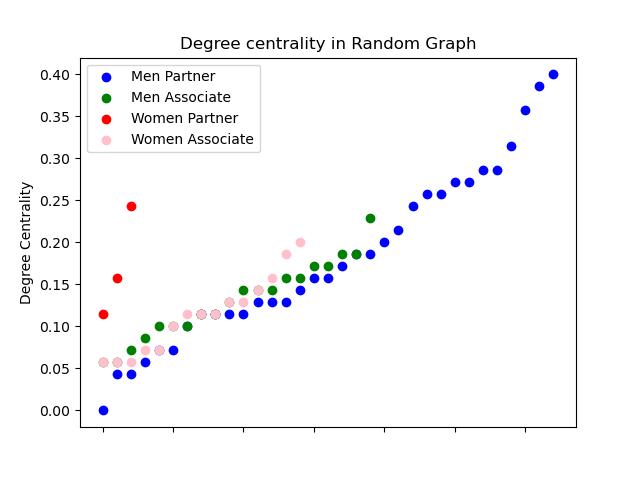 Degree centrality in Random Graph
Men Partner
Men Associate
Women Partner
Women Associate
0.40
0.35
0.30
0.25
0.20
0.15
0.10
0.05
0.00
Degree Centrality